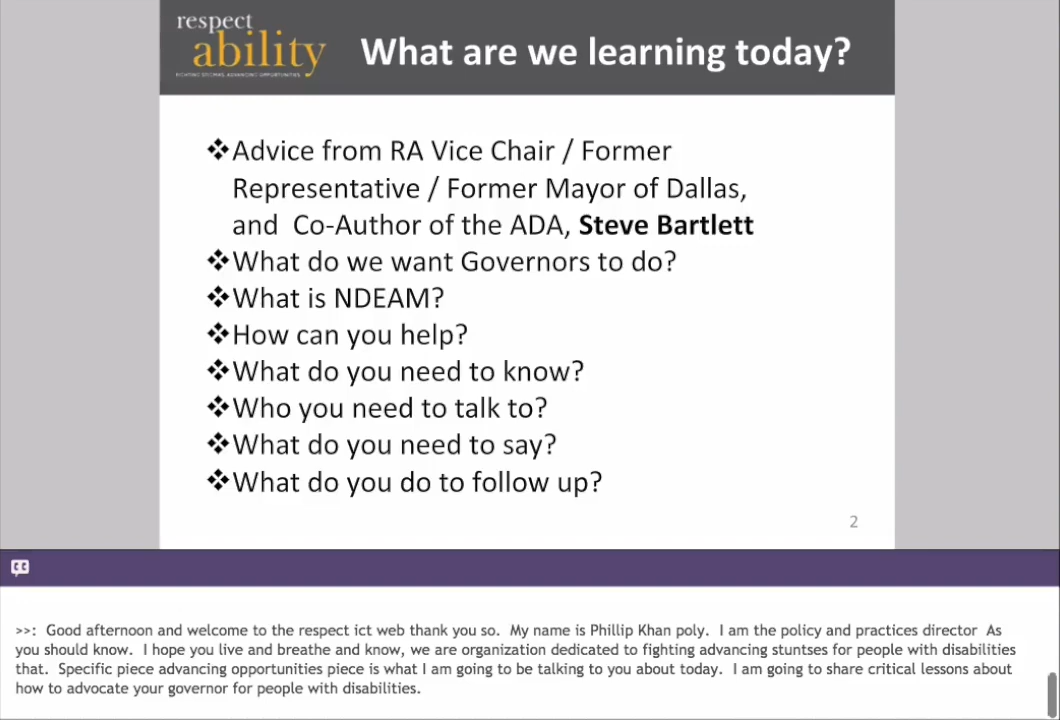 respect
ability
FIGHTING STIGMAS. ADVANCING OPPORTUNITIES.
What are we learning today?
❖Advice from RA Vice Chair / Former
Representative / Former Mayor of Dallas,
and Co-Author of the ADA, Steve Bartlett
❖What do we want Governors to do?
❖What is NDEAM?
❖How can you help?
❖What do you need to know?
❖Who you need to talk to?
❖What do you need to say?
❖What do you do to follow up?
2
cc
>>: Good afternoon and welcome to the respect ict web thank you so. My name is Phillip Khan poly. I am the policy and practices director As
you should know. I hope you live and breathe and know, we are organization dedicated to fighting advancing stuntses for people with disabilities
that. Specific piece advancing opportunities piece is what I am going to be talking to you about today. I am going to share critical lessons about
how to advocate your governor for people with disabilities.